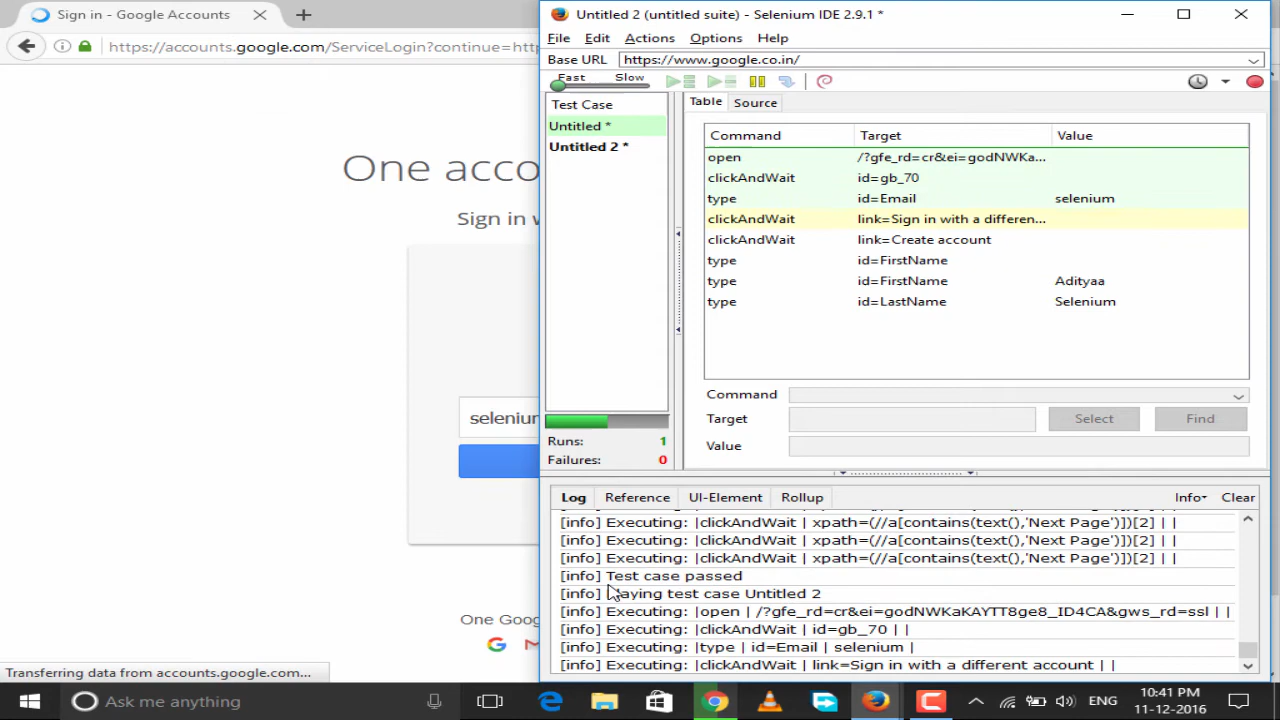 Sign in - Google Accounts
https://accounts.google.com/ServiceLogin?continue=http
One acco
Sign in w
seleniun
One Goog
Transferring data from accounts.google.com...
Untitled 2 (untitled suite) - Selenium IDE 2.9.1 *
File Edit Actions Options Help
Base URL https://www.google.co.in/
Fast Slow
Test Case
Untitled *
Untitled 2 *
Runs: 1
Failures: 0
Table Source
Command Target Value
open /?gfe_rd=cr&ei=godNWKa...
clickAndWait id=gb_70
type id=Email selenium
clickAndWait link=Sign in with a differen...
clickAndWait link=Create account
type id=FirstName
type id=FirstName Adityaa
type id=LastName Selenium
Command
Target Select Find
Value
Log Reference UI-Element Rollup Info Clear
[info] Executing: |clickAndWait | xpath=(//a[contains(text(),'Next Page')])[2] | |
[info] Executing: |clickAndWait | xpath=(//a[contains(text(),'Next Page')])[2] | |
[info] Executing: |clickAndWait | xpath=(//a[contains(text(),'Next Page')])[2] | |
[info] Test case passed
[info] Playing test case Untitled 2
[info] Executing: |open | /?gfe_rd=cr&ei=godNWKaKAYTT8ge8_ID4CA&gws_rd=ssl | |
[info] Executing: |clickAndWait | id=gb_70 | |
[info] Executing: |type | id=Email | selenium |
[info] Executing: |clickAndWait | link=Sign in with a different account | |
Ask me anything
ENG
10:41 PM
11-12-2016